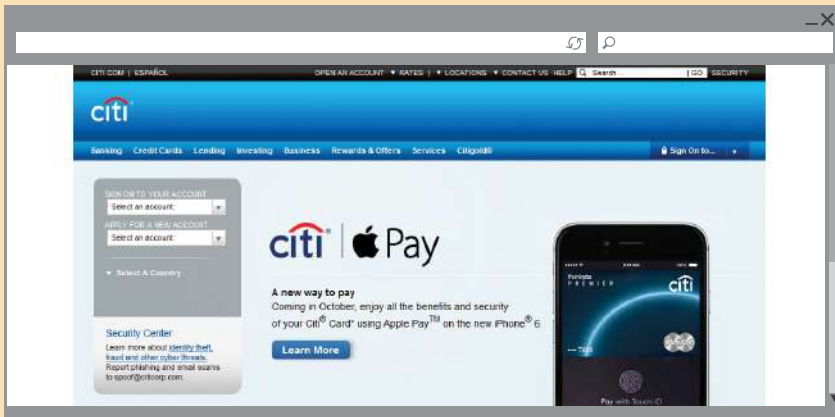 CITI.COM | ESPAÑOL
OPEN AN ACCOUNT ▼ RATES | ▼ LOCATIONS ▼ CONTACT US HELP Search... GO SECURITY
citi
Banking Credit Cards Lending Investing Business Rewards & Offers Services Citigold® Sign On to...
SIGN ON TO YOUR ACCOUNT
Select an account:
APPLY FOR A NEW ACCOUNT
Select an account:
▼ Select A Country
Security Center
Learn more about identity theft,
fraud and other cyber threats.
Report phishing and email scams
to spoof@citicorp.com.
citi® | Pay
A new way to pay
Coming in October, enjoy all the benefits and security
of your Citi® Card* using Apple Pay™ on the new iPhone® 6.
Learn More
ThankYou
PREMIER
citi
Pay with Touch ID